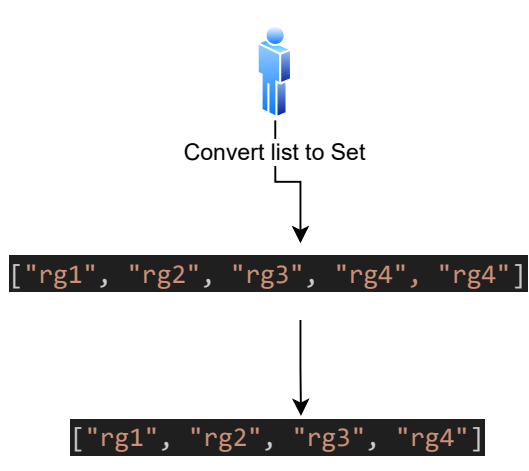 Convert list to Set
["rg1", "rg2", "rg3", "rg4", "rg4"]
["rg1", "rg2", "rg3", "rg4"]